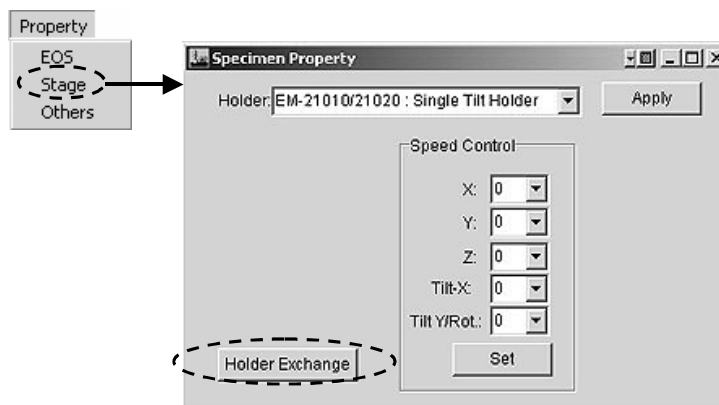 Property
EOS
Stage
Others
Specimen Property
Holder: EM-21010/21020 : Single Tilt Holder
Apply
Speed Control
X: 0
Y: 0
Z: 0
Tilt-X: 0
Tilt Y/Rot.: 0
Set
Holder Exchange